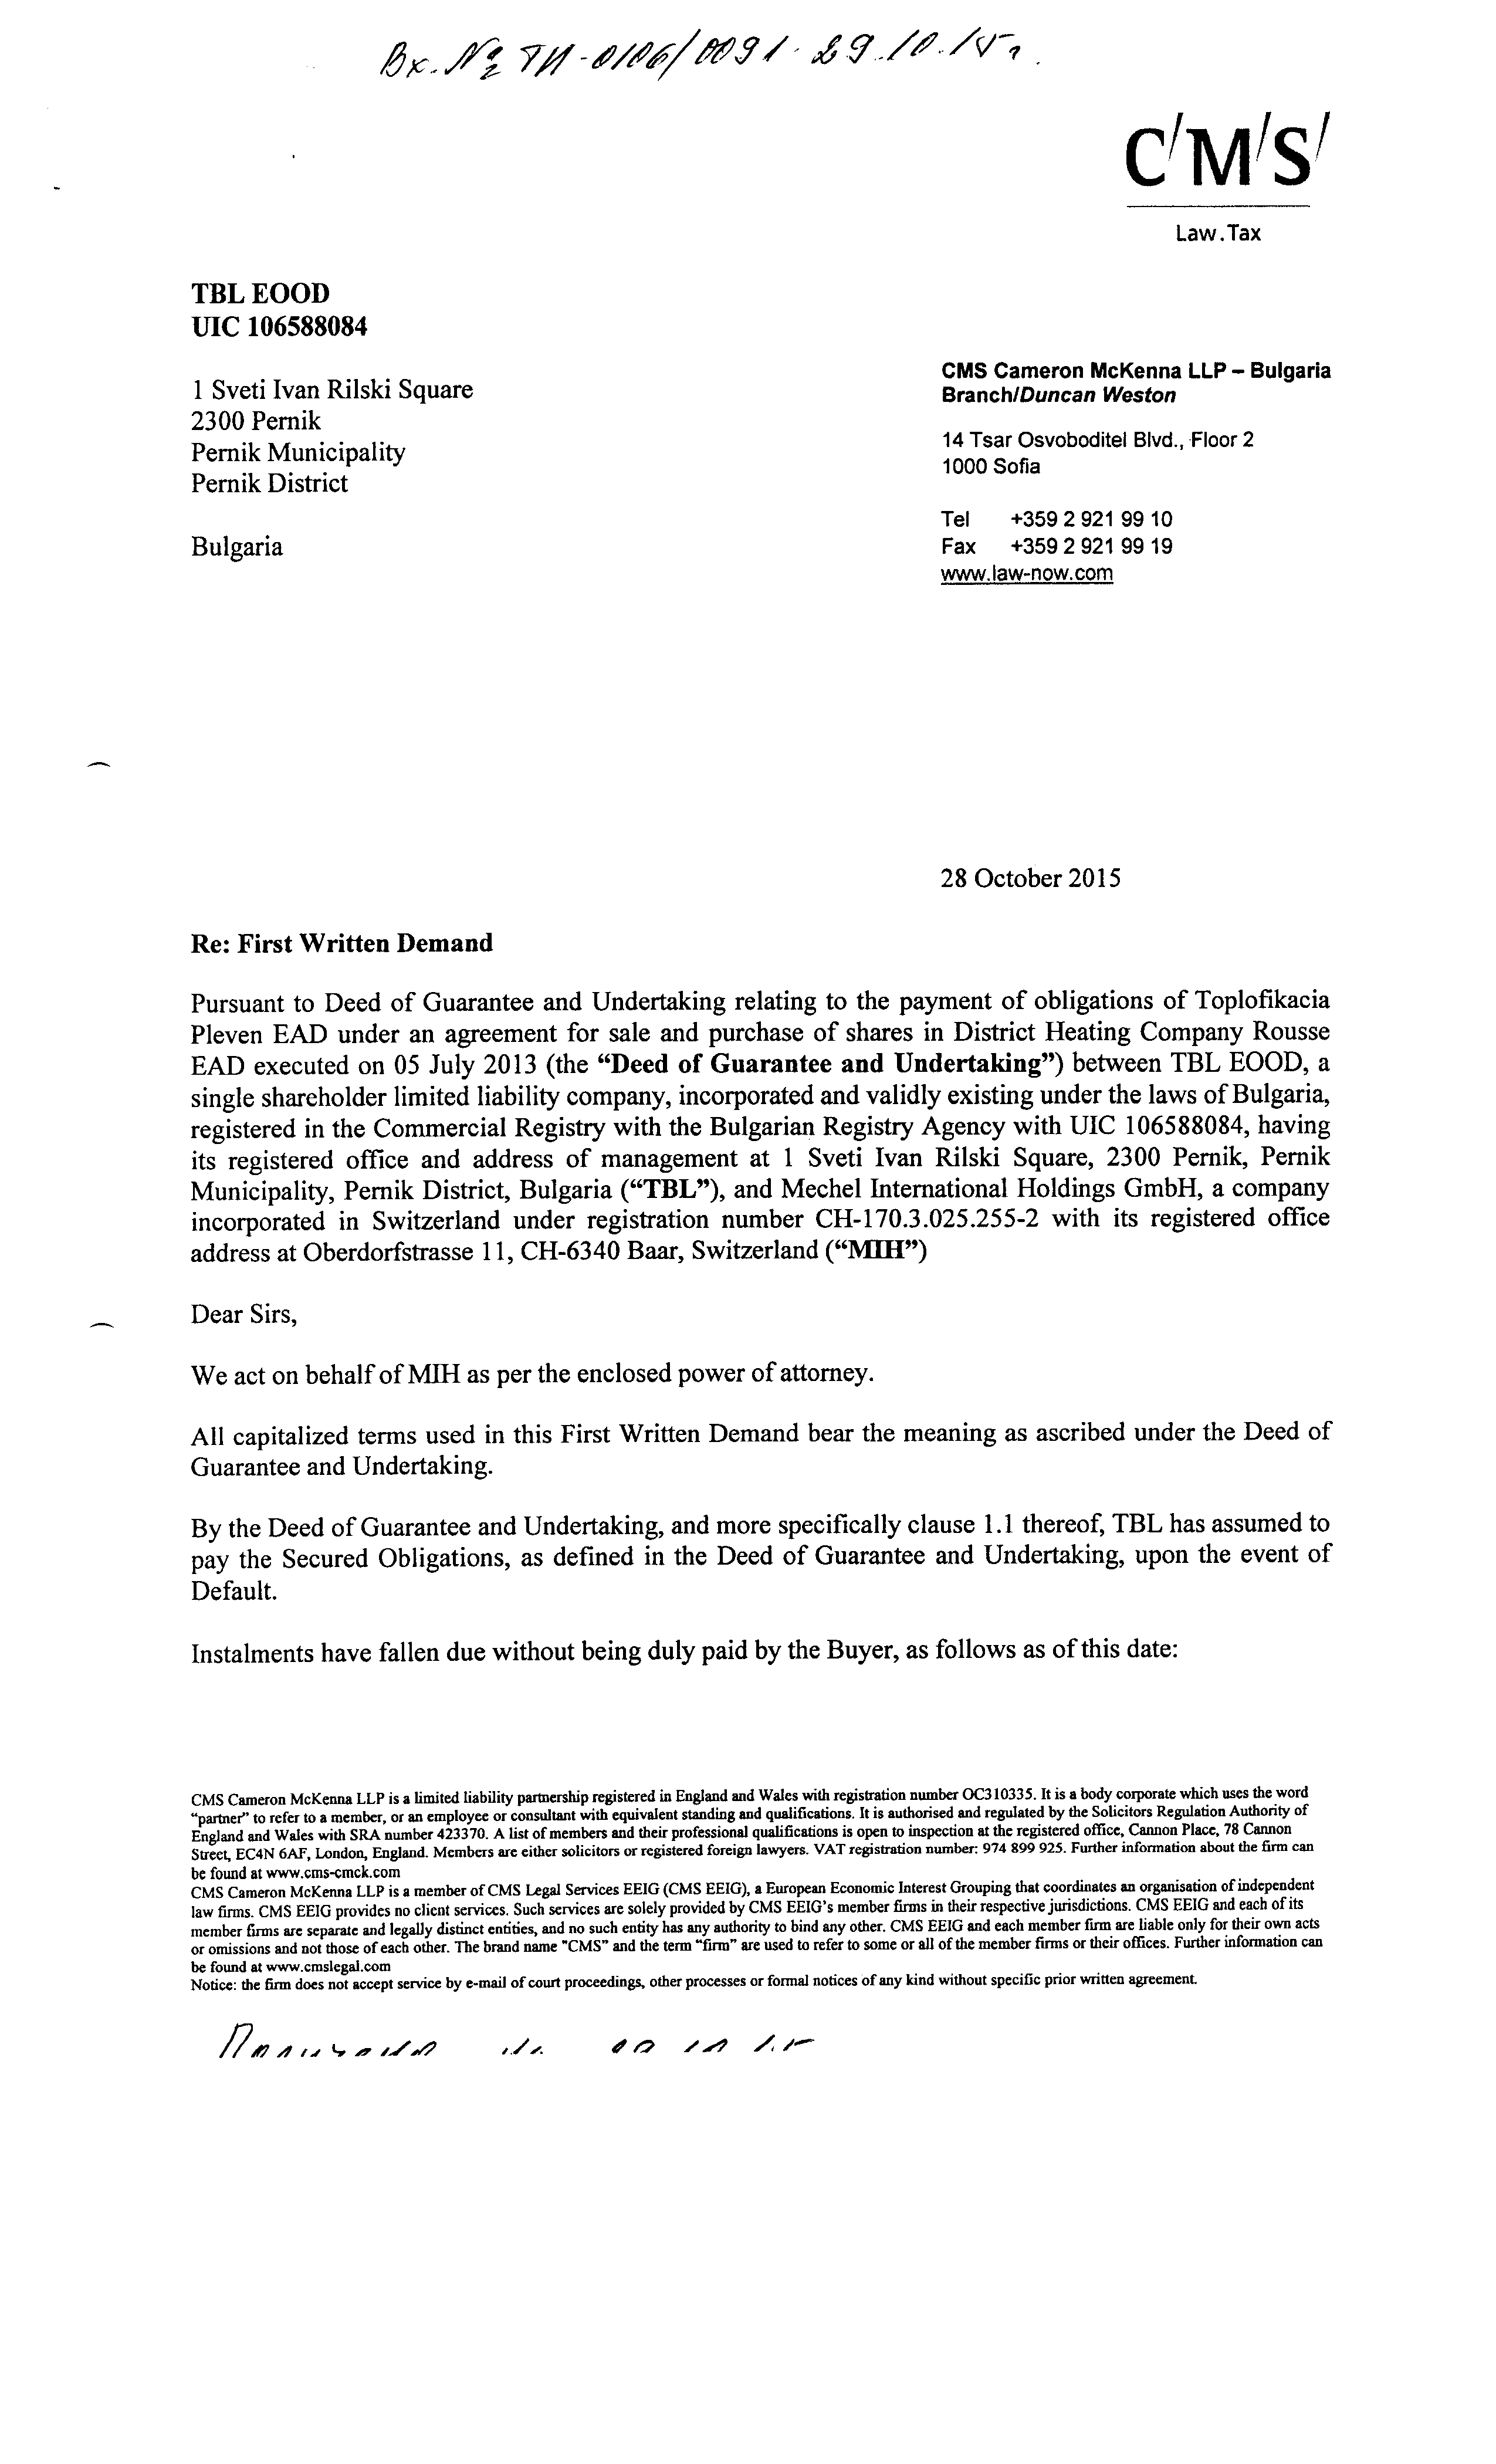 Вх. № ТП-0106/0091. 29.10.15г.
C/M/S/
Law.Tax
TBL EOOD
UIC 106588084
1 Sveti Ivan Rilski Square
2300 Pernik
Pernik Municipality
Pernik District
Bulgaria
CMS Cameron McKenna LLP – Bulgaria
Branch/Duncan Weston
14 Tsar Osvoboditel Blvd., Floor 2
1000 Sofia
Tel +359 2 921 99 10
Fax +359 2 921 99 19
www.law-now.com
28 October 2015
Re: First Written Demand
Pursuant to Deed of Guarantee and Undertaking relating to the payment of obligations of Toplofikacia
Pleven EAD under an agreement for sale and purchase of shares in District Heating Company Rousse
EAD executed on 05 July 2013 (the “Deed of Guarantee and Undertaking”) between TBL EOOD, a
single shareholder limited liability company, incorporated and validly existing under the laws of Bulgaria,
registered in the Commercial Registry with the Bulgarian Registry Agency with UIC 106588084, having
its registered office and address of management at 1 Sveti Ivan Rilski Square, 2300 Pernik, Pernik
Municipality, Pernik District, Bulgaria (“TBL”), and Mechel International Holdings GmbH, a company
incorporated in Switzerland under registration number CH-170.3.025.255-2 with its registered office
address at Oberdorfstrasse 11, CH-6340 Baar, Switzerland (“MIH”)
Dear Sirs,
We act on behalf of MIH as per the enclosed power of attorney.
All capitalized terms used in this First Written Demand bear the meaning as ascribed under the Deed of
Guarantee and Undertaking.
By the Deed of Guarantee and Undertaking, and more specifically clause 1.1 thereof, TBL has assumed to
pay the Secured Obligations, as defined in the Deed of Guarantee and Undertaking, upon the event of
Default.
Instalments have fallen due without being duly paid by the Buyer, as follows as of this date:
CMS Cameron McKenna LLP is a limited liability partnership registered in England and Wales with registration number OC310335. It is a body corporate which uses the word
“partner” to refer to a member, or an employee or consultant with equivalent standing and qualifications. It is authorised and regulated by the Solicitors Regulation Authority of
England and Wales with SRA number 423370. A list of members and their professional qualifications is open to inspection at the registered office, Cannon Place, 78 Cannon
Street, EC4N 6AF, London, England. Members are either solicitors or registered foreign lawyers. VAT registration number: 974 899 925. Further information about the firm can
be found at www.cms-cmck.com
CMS Cameron McKenna LLP is a member of CMS Legal Services EEIG (CMS EEIG), a European Economic Interest Grouping that coordinates an organisation of independent
law firms. CMS EEIG provides no client services. Such services are solely provided by CMS EEIG’s member firms in their respective jurisdictions. CMS EEIG and each of its
member firms are separate and legally distinct entities, and no such entity has any authority to bind any other. CMS EEIG and each member firm are liable only for their own acts
or omissions and not those of each other. The brand name "CMS" and the term “firm” are used to refer to some or all of the member firms or their offices. Further information can
be found at www.cmslegal.com
Notice: the firm does not accept service by e-mail of court proceedings, other processes or formal notices of any kind without specific prior written agreement.